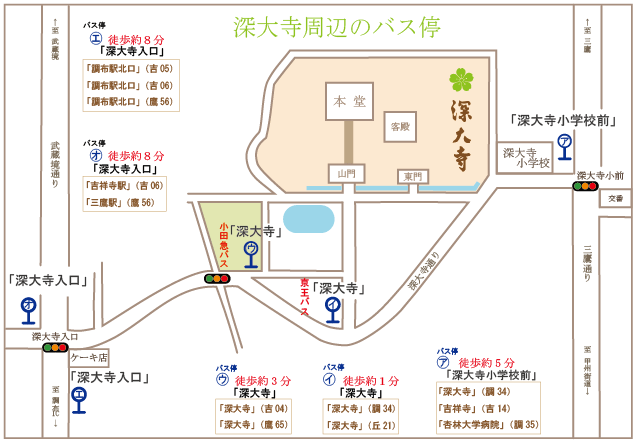 深大寺周辺のバス停
←至 武蔵境
バス停
エ 徒歩約８分
「深大寺入口」
「調布駅北口」（吉 05）
「調布駅北口」（吉 06）
「調布駅北口」（鷹 56）
バス停
オ 徒歩約８分
「深大寺入口」
「吉祥寺駅」（吉 06）
「三鷹駅」（鷹 56）
武蔵境通り
本堂
客殿
深大寺
山門
東門
←至 三鷹
「深大寺小学校前」
ア
深大寺
小学校
深大寺小前
交番
三鷹通り
小田急バス
「深大寺」
ウ
京王バス
「深大寺」
イ
深大寺通り
「深大寺入口」
オ
深大寺入口
ケーキ店
「深大寺入口」
エ
至 調布IC→
至 甲州街道→
バス停
ウ 徒歩約３分
「深大寺」
「深大寺」（吉 04）
「深大寺」（鷹 65）
バス停
イ 徒歩約１分
「深大寺」
「深大寺」（調 34）
「深大寺」（丘 21）
バス停
ア 徒歩約５分
「深大寺小学校前」
「深大寺」（調 34）
「吉祥寺」（吉 14）
「杏林大学病院」（調 35）